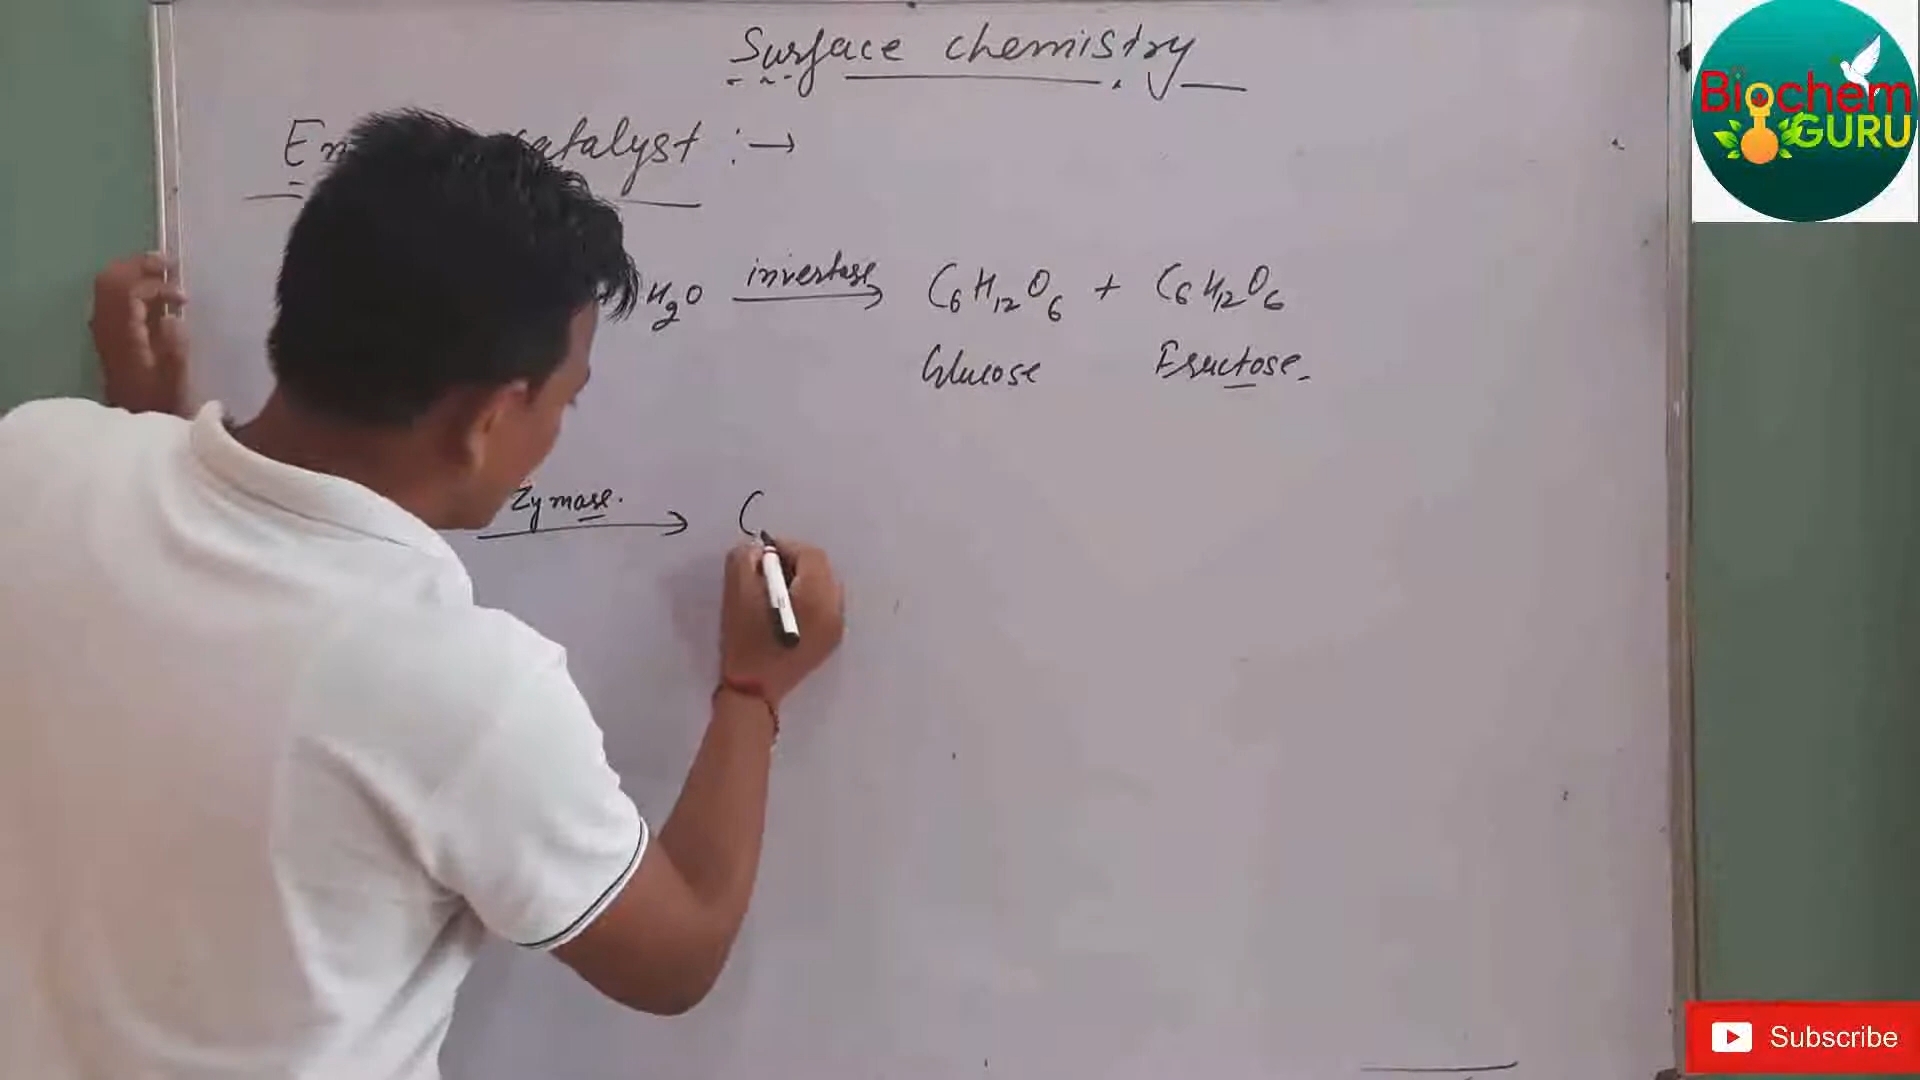 Surface chemistry
catalyst :→
H2O invertase → C6H12O6 + C6H12O6
Glucose Fructose.
Zymase. → C
Biochem
GURU
Subscribe